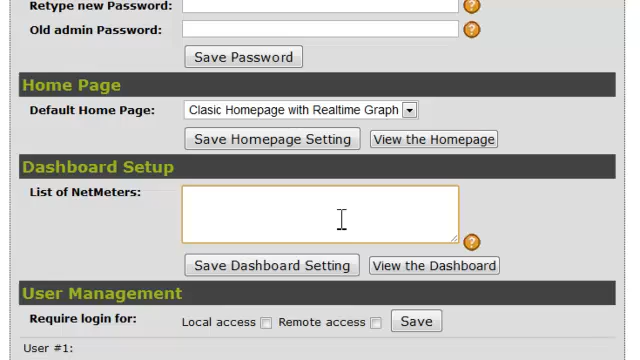 Retype new Password:
Old admin Password:
Save Password
Home Page
Default Home Page: Clasic Homepage with Realtime Graph
Save Homepage Setting View the Homepage
Dashboard Setup
List of NetMeters:
Save Dashboard Setting View the Dashboard
User Management
Require login for: Local access Remote access Save
User #1: